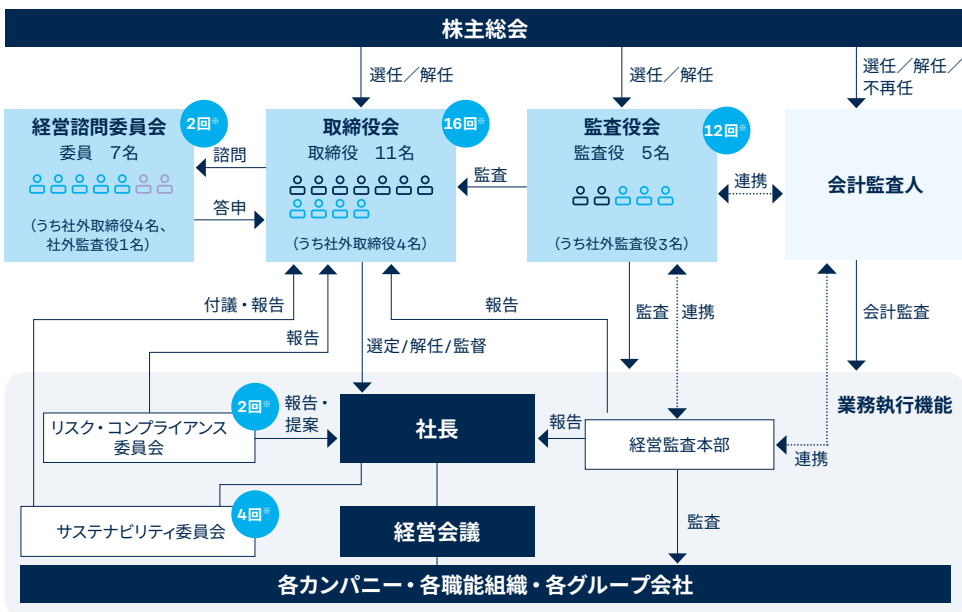 株主総会
選任／解任
選任／解任
選任／解任／
不再任
経営諮問委員会
委員　7名
2回※
（うち社外取締役4名、
社外監査役1名）
諮問
答申
取締役会
取締役　11名
16回※
（うち社外取締役4名）
監査
監査役会
監査役　5名
12回※
（うち社外監査役3名）
連携
会計監査人
付議・報告
報告
選定/解任/監督
報告
監査
連携
会計監査
業務執行機能
リスク・コンプライアンス
委員会
2回※
報告・
提案
社長
報告
経営監査本部
連携
サステナビリティ委員会
4回※
経営会議
監査
各カンパニー・各職能組織・各グループ会社